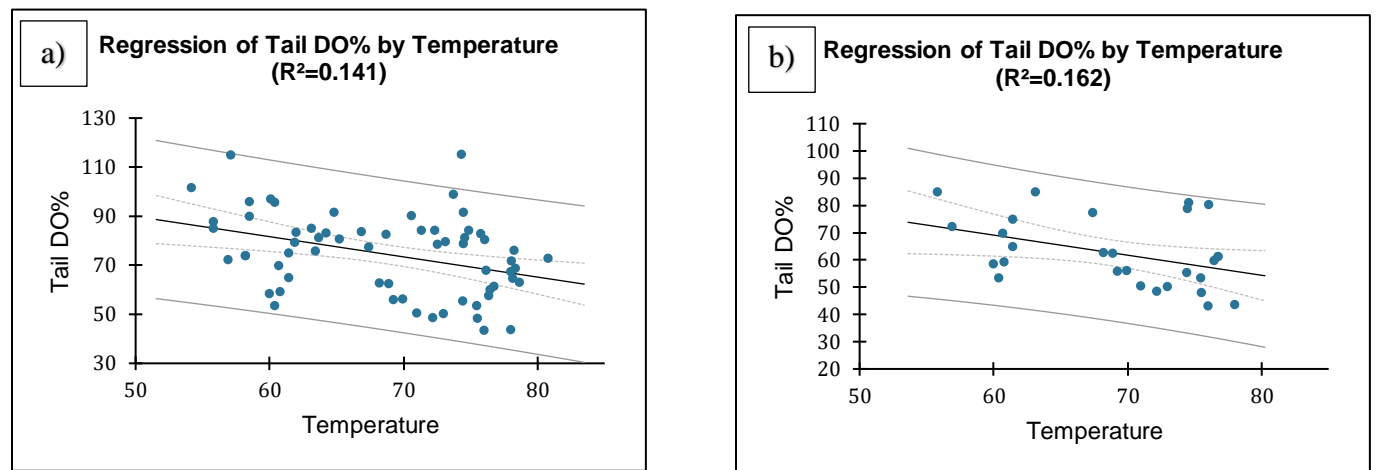 a)
Regression of Tail DO% by Temperature
(R²=0.141)
130
110
90
70
50
30
50 60 70 80
Tail DO%
Temperature
b)
Regression of Tail DO% by Temperature
(R²=0.162)
110
100
90
80
70
60
50
40
30
20
50 60 70 80
Tail DO%
Temperature